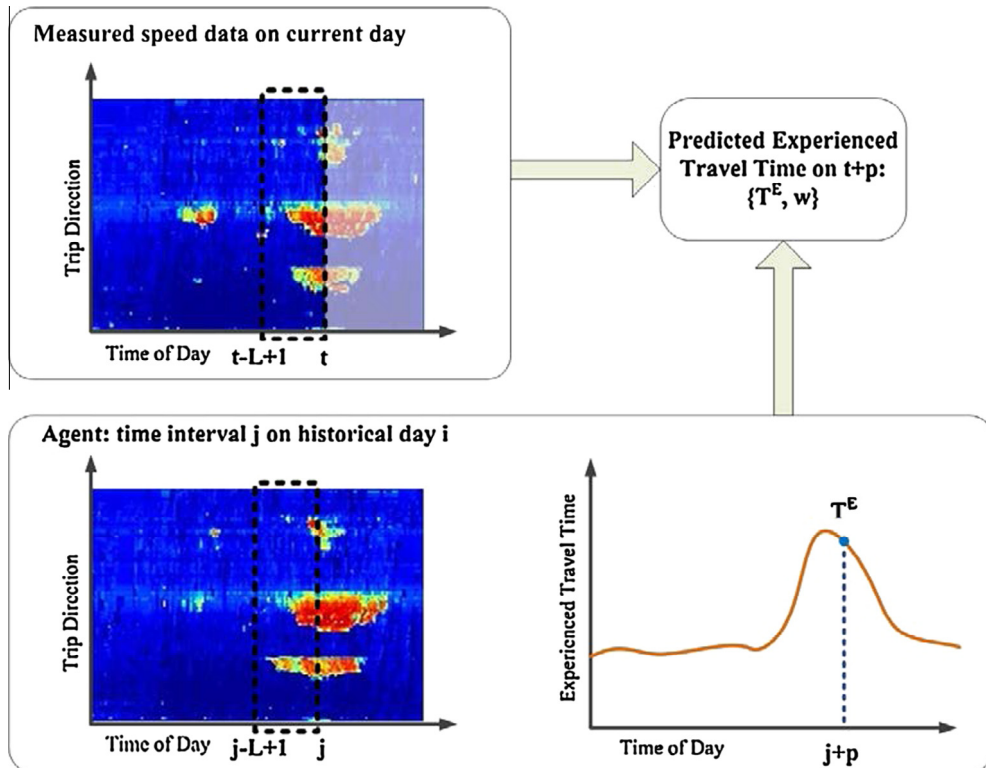 Measured speed data on current day
Trip Direction
Time of Day
t-L+1
t
Predicted Experienced
Travel Time on t+p:
{T^E, w}
Agent: time interval j on historical day i
Trip Direction
Time of Day
j-L+1
j
Experienced Travel Time
T^E
Time of Day
j+p